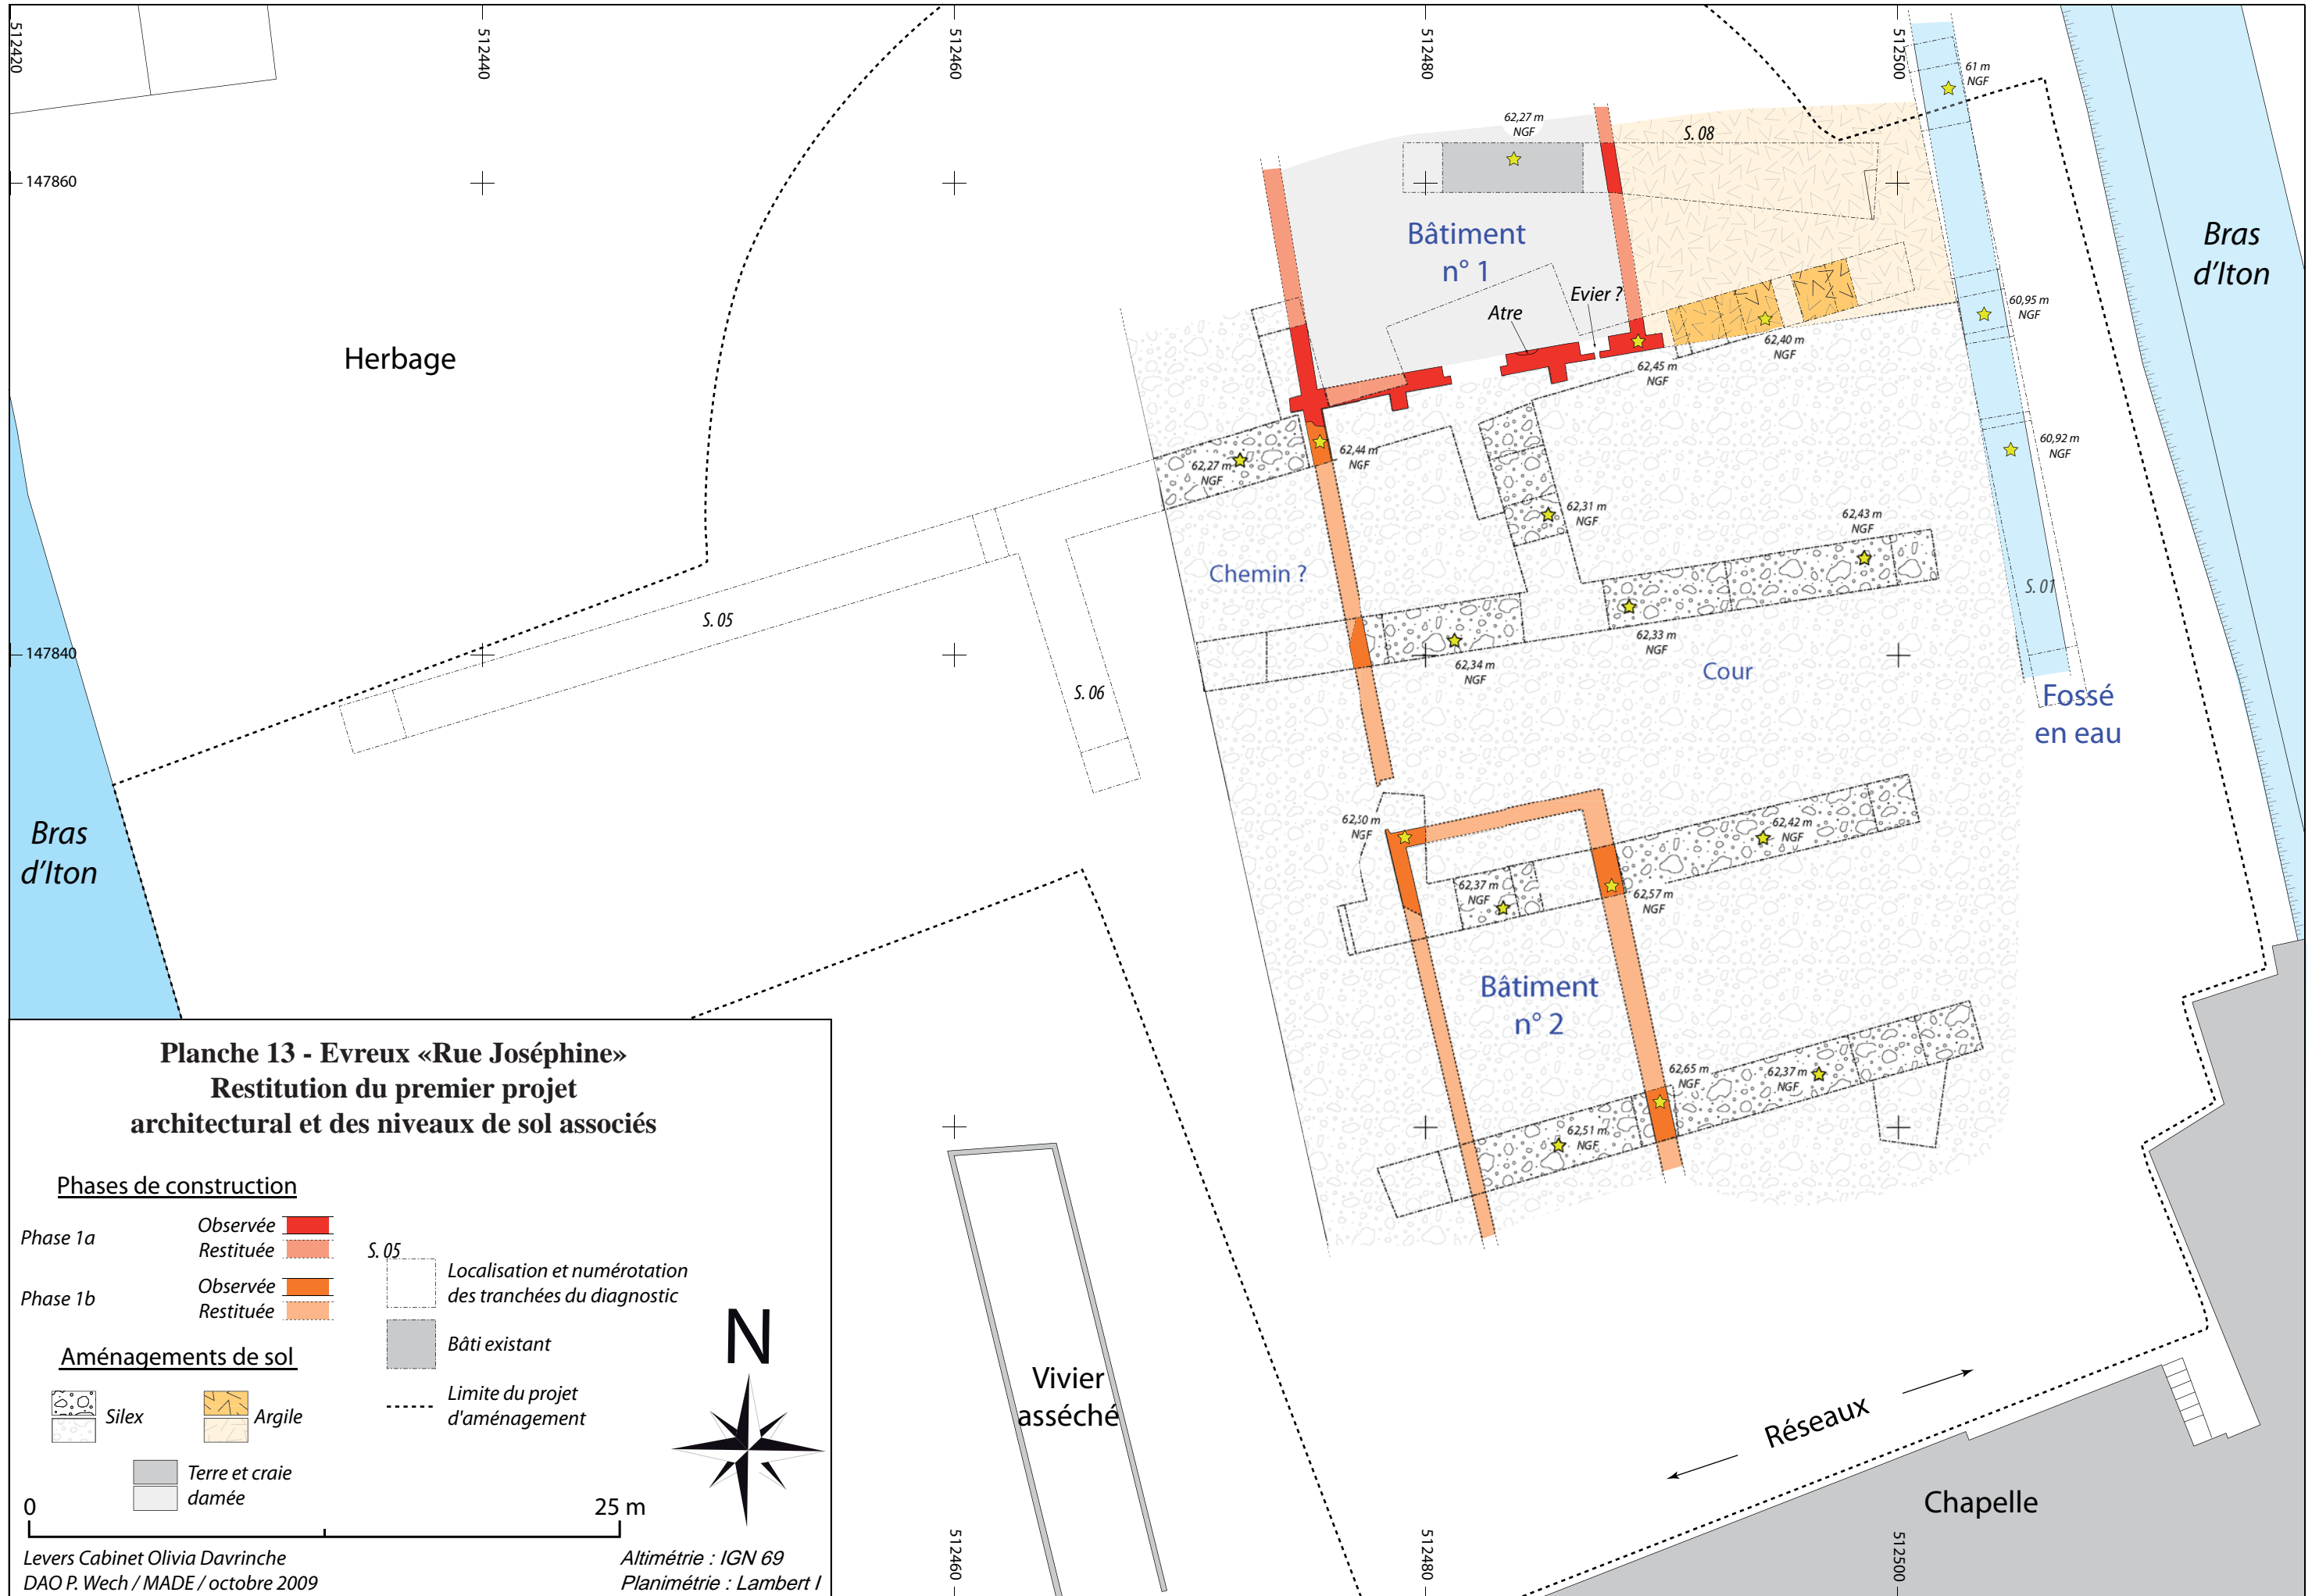 512420
512440
512460
512480
512500
61 m
NGF
62,27 m
NGF
S. 08
147860
Bâtiment
n° 1
Bras
d’Iton
Evier ?
Atre
60,95 m
NGF
62,40 m
NGF
62,45 m
NGF
Herbage
62,44 m
NGF
60,92 m
NGF
62,27 m
NGF
62,31 m
NGF
62,43 m
NGF
Chemin ?
S. 01
S. 05
62,33 m
NGF
147840
62,34 m
NGF
Cour
S. 06
Fossé
en eau
62,50 m
NGF
62,42 m
NGF
Bras
d’Iton
62,37 m
NGF
62,57 m
NGF
Bâtiment
n° 2
62,65 m
NGF
62,37 m
NGF
62,51 m
NGF
Planche 13 - Evreux «Rue Joséphine»
Restitution du premier projet
architectural et des niveaux de sol associés
Phases de construction
Phase 1a
Observée
Restituée
Phase 1b
Observée
Restituée
S. 05
Localisation et numérotation
des tranchées du diagnostic
Bâti existant
Limite du projet
d'aménagement
Aménagements de sol
Silex
Argile
Terre et craie
damée
N
0
25 m
Levers Cabinet Olivia Davrinche
DAO P. Wech / MADE / octobre 2009
Altimétrie : IGN 69
Planimétrie : Lambert I
Vivier
asséché
Réseaux
Chapelle
512460
512480
512500